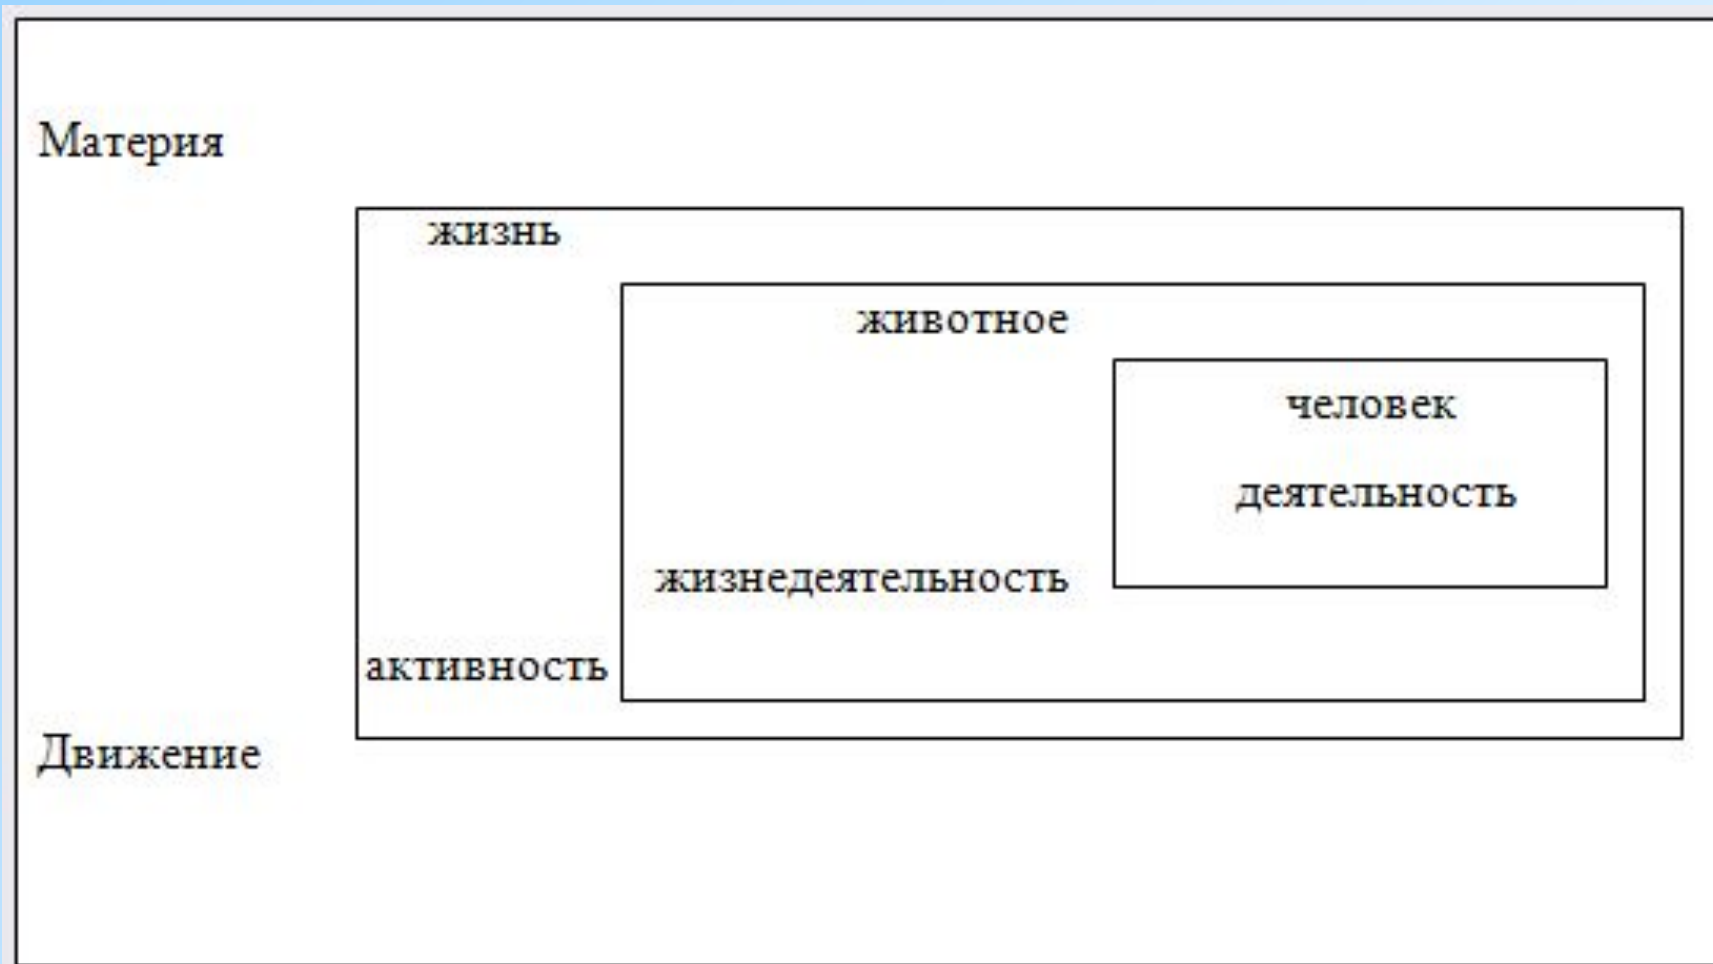 Материя
жизнь
животное
человек
деятельность
жизнедеятельность
активность
Движение